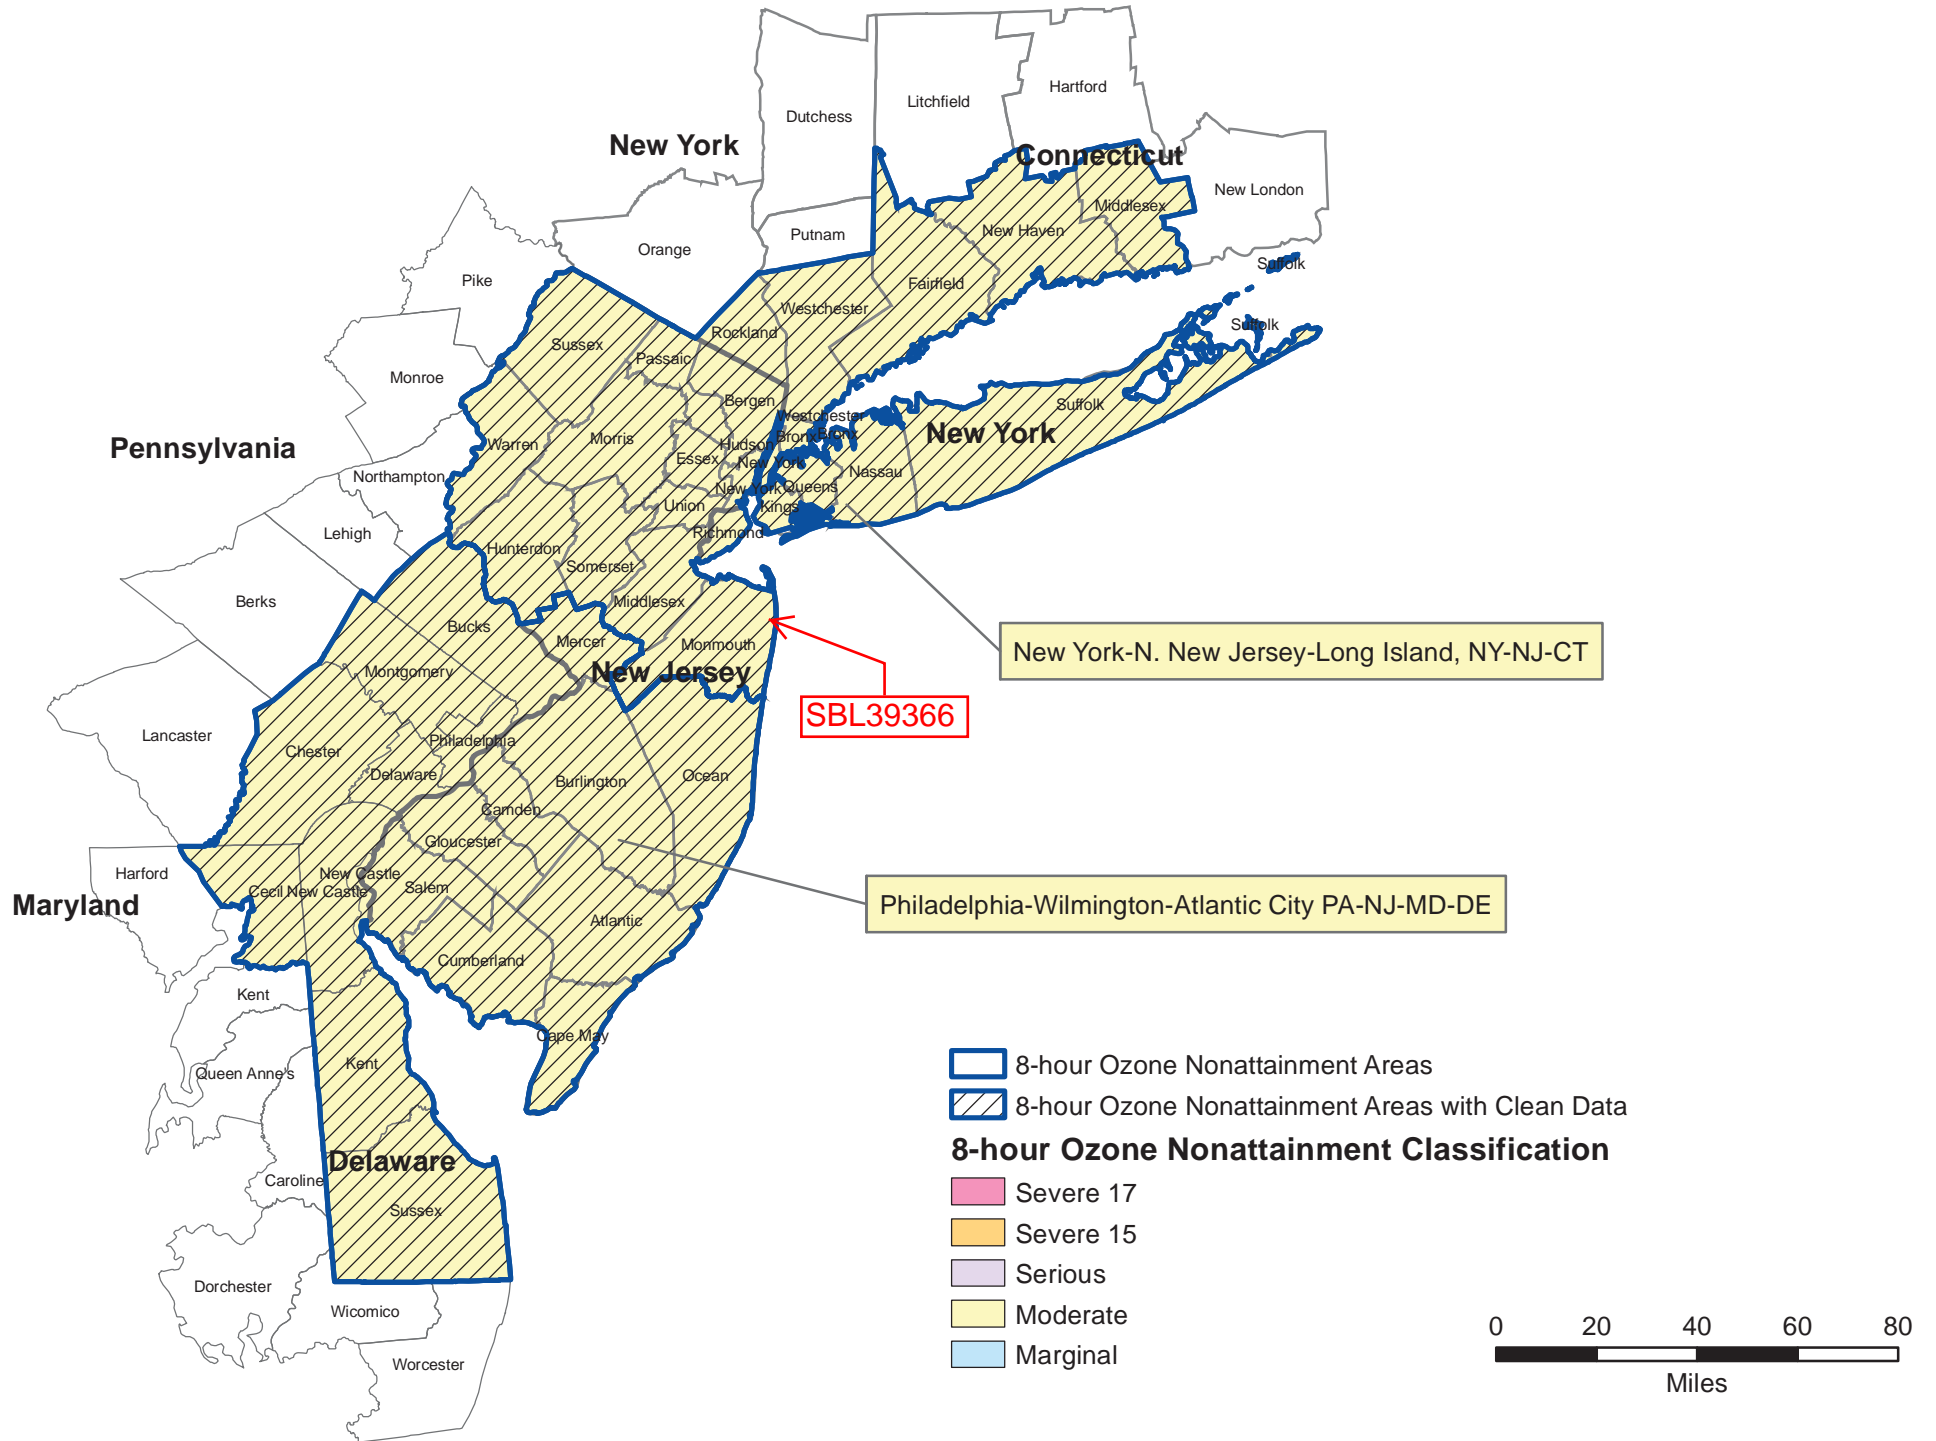 Dutchess
Litchfield
Hartford
New York
Connecticut
New London
Middlesex
Putnam
New Haven
Orange
Suffolk
Pike
Fairfield
Westchester
Suffolk
Rockland
Sussex
Passaic
Monroe
Bergen
Suffolk
Westchester
Pennsylvania
Warren
Morris
Hudson
Bronx
Bronx
New York
Essex
New York
Nassau
Northampton
New York
Queens
Union
Kings
Lehigh
Richmond
Hunterdon
Somerset
Berks
Middlesex
Bucks
Mercer
Monmouth
New York-N. New Jersey-Long Island, NY-NJ-CT
Montgomery
New Jersey
SBL39366
Lancaster
Philadelphia
Chester
Delaware
Burlington
Ocean
Camden
Gloucester
Harford
New Castle
Cecil
New Castle
Salem
Maryland
Philadelphia-Wilmington-Atlantic City PA-NJ-MD-DE
Atlantic
Cumberland
Kent
Cape May
Kent
Queen Anne's
8-hour Ozone Nonattainment Areas
8-hour Ozone Nonattainment Areas with Clean Data
8-hour Ozone Nonattainment Classification
Delaware
Caroline
Severe 17
Sussex
Severe 15
Serious
Dorchester
Wicomico
Moderate
Worcester
Marginal
0 20 40 60 80
Miles